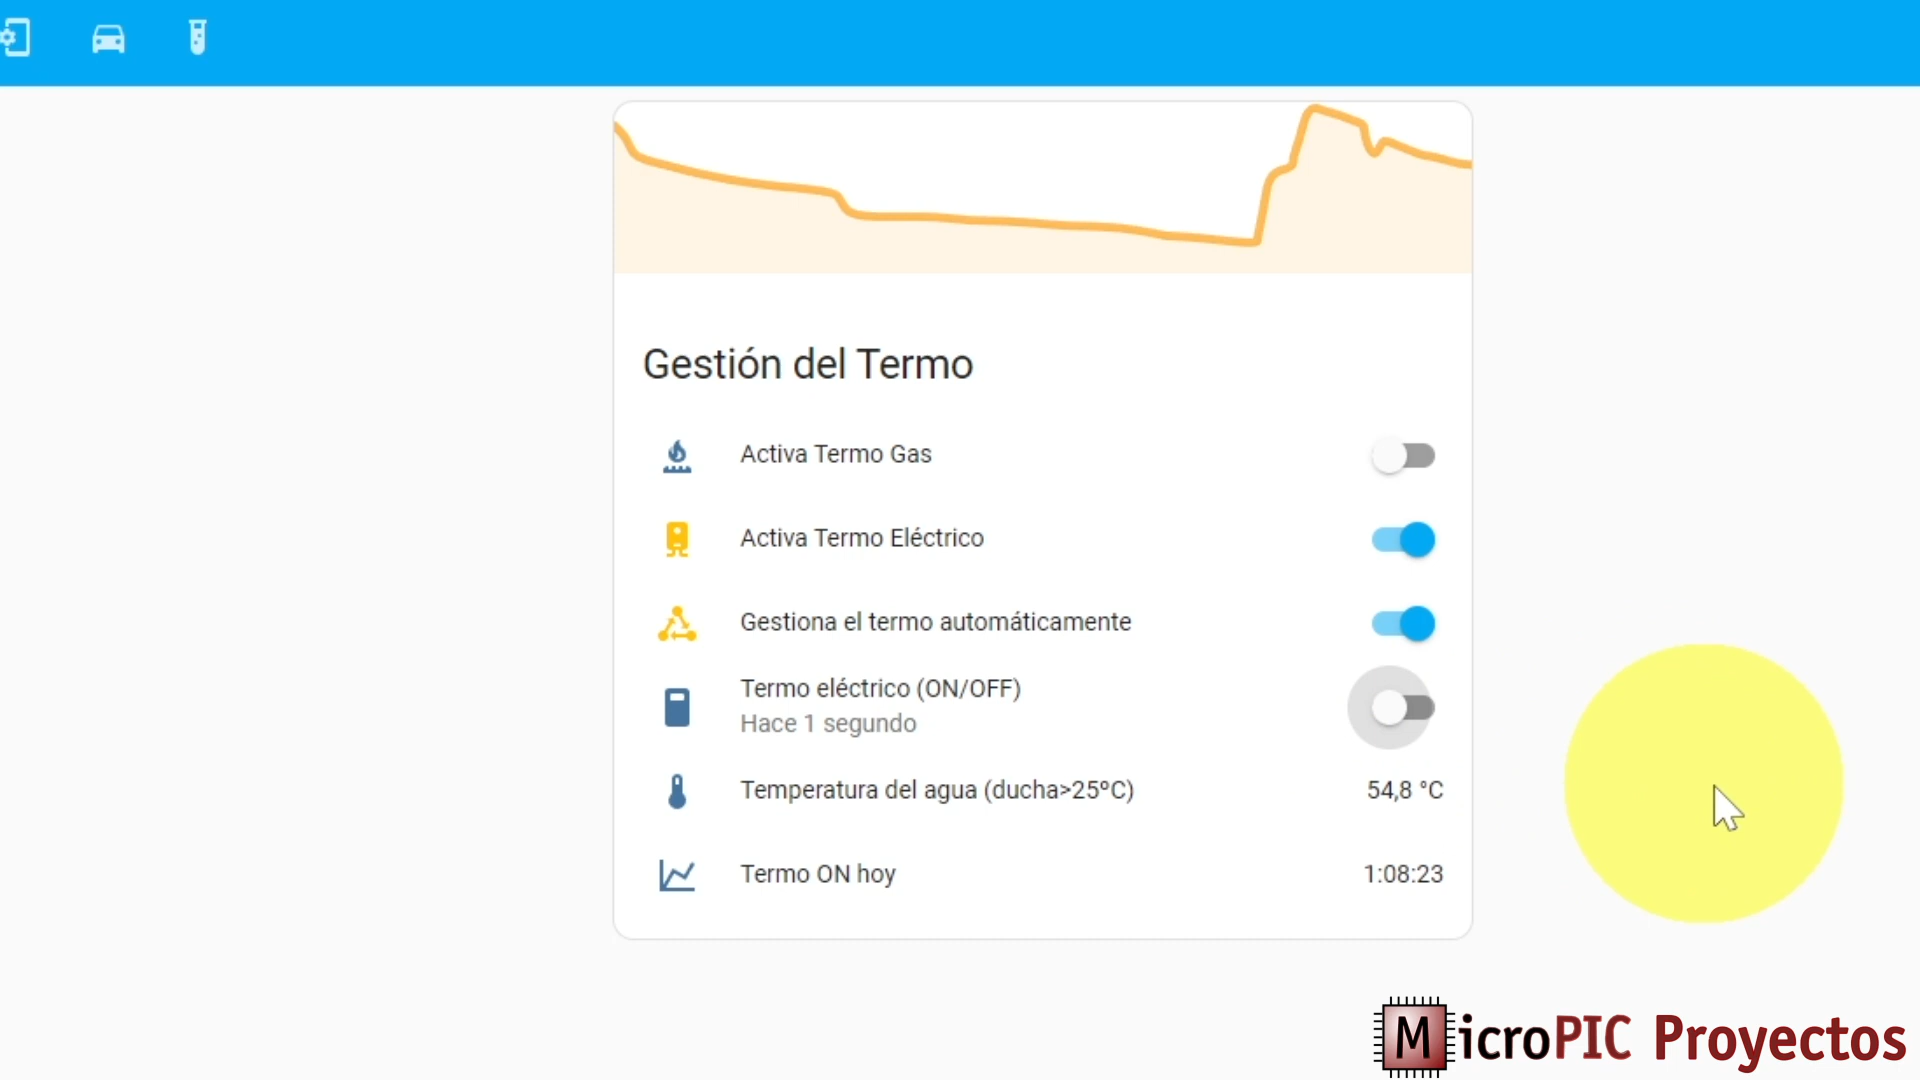 Gestión del Termo
Activa Termo Gas
Activa Termo Eléctrico
Gestiona el termo automáticamente
Termo eléctrico (ON/OFF)
Hace 1 segundo
Temperatura del agua (ducha>25ºC) 54,8 °C
Termo ON hoy 1:08:23
MicroPIC Proyectos